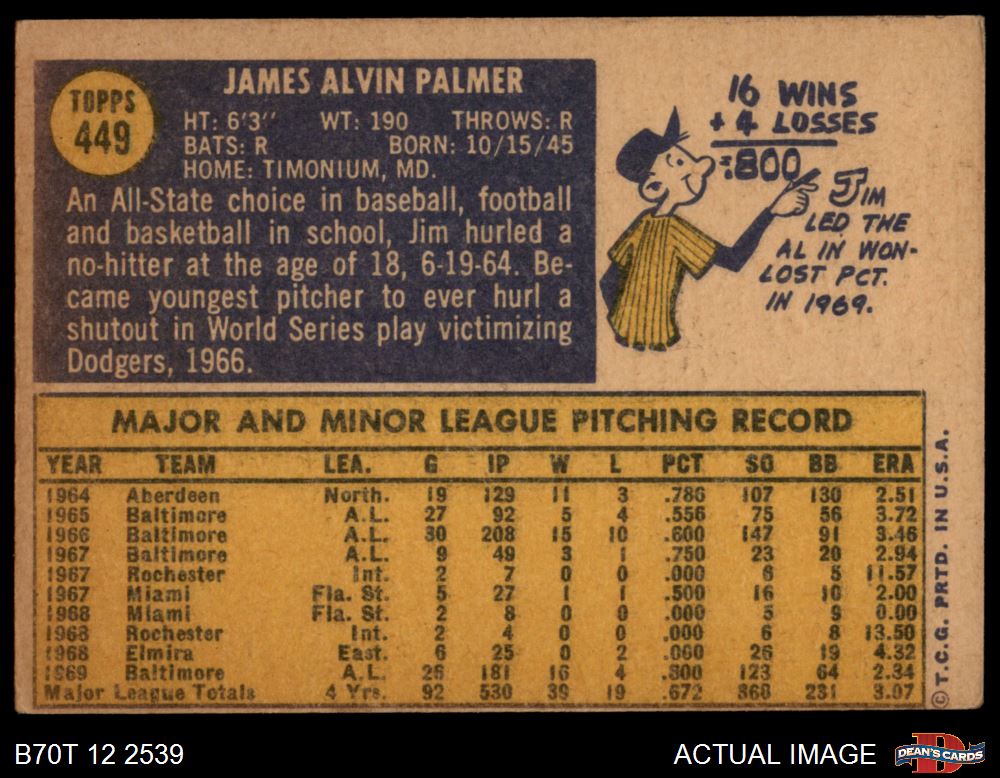 TOPPS
449
JAMES ALVIN PALMER
HT: 6'3" WT: 190 THROWS: R
BATS: R BORN: 10/15/45
HOME: TIMONIUM, MD.
An All-State choice in baseball, football
and basketball in school, Jim hurled a
no-hitter at the age of 18, 6-19-64. Be-
came youngest pitcher to ever hurl a
shutout in World Series play victimizing
Dodgers, 1966.
16 WINS
+ 4 LOSSES
=.800
JIM
LED THE
AL IN WON-
LOST PCT.
IN 1969.
MAJOR AND MINOR LEAGUE PITCHING RECORD
YEAR TEAM LEA. G IP W L PCT SO BB ERA
1964 Aberdeen North. 19 129 11 3 .786 107 130 2.51
1965 Baltimore A.L. 27 92 5 4 .556 75 56 3.72
1966 Baltimore A.L. 30 208 15 10 .600 147 91 3.46
1967 Baltimore A.L. 9 49 3 1 .750 23 20 2.94
1967 Rochester Int. 2 7 0 0 .000 6 5 11.57
1967 Miami Fla. St. 5 27 1 1 .500 16 10 2.00
1968 Miami Fla. St. 2 8 0 0 .000 5 9 0.00
1968 Rochester Int. 2 4 0 0 .000 6 8 13.50
1968 Elmira East. 6 25 0 2 .000 26 19 4.32
1969 Baltimore A.L. 26 181 16 4 .800 123 64 2.34
Major League Totals 4 Yrs. 92 530 39 19 .672 368 231 3.07
© T.C.G. PRTD. IN U.S.A.
B70T 12 2539
ACTUAL IMAGE
DEAN'S CARDS